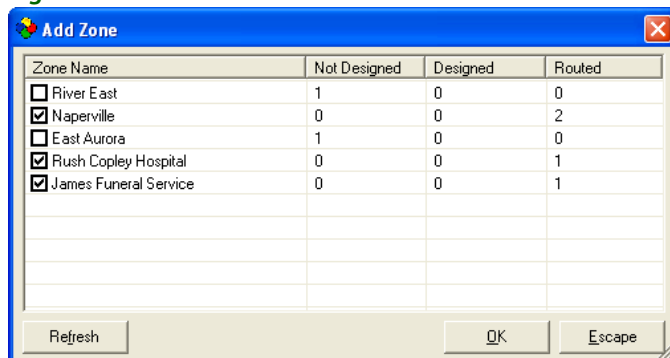 Add Zone
Zone Name Not Designed Designed Routed
River East 1 0 0
Naperville 0 0 2
East Aurora 1 0 0
Rush Copley Hospital 0 0 1
James Funeral Service 0 0 1
Refresh OK Escape